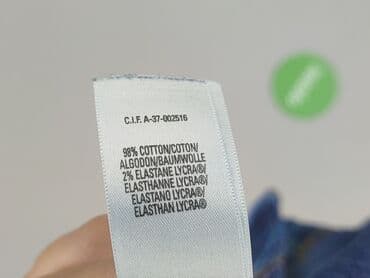 C.I.F. A-37-002516
98% COTTON/COTON/
ALGODON/BAUMWOLLE
2% ELASTANE LYCRA®/
ELASTHANNE LYCRA®/
ELASTANO LYCRA®/
ELASTHAN LYCRA®